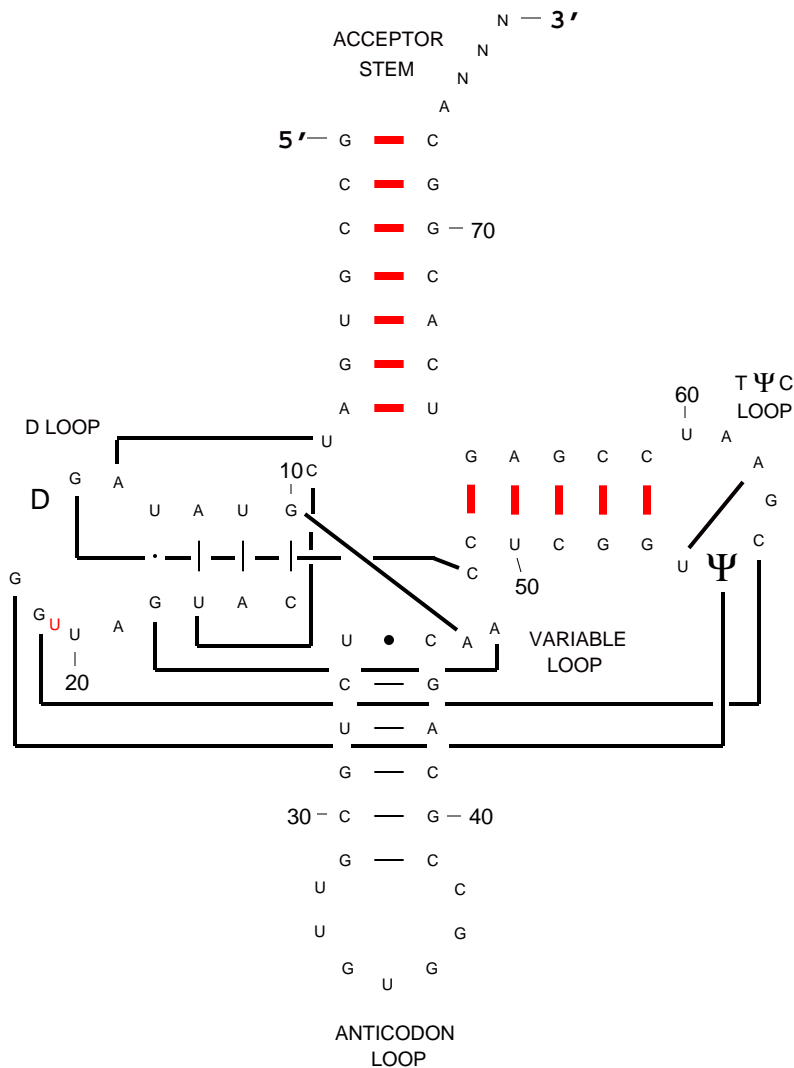 N 3′
ACCEPTOR N
STEM N
A
5′ G C
C G
C G 70
G C
U A
G C
A U
T Ψ C
60 LOOP
D LOOP U U A
G A 10 C G A G C C A
D U A U G G
C U G G C C U C C Ψ
G C 50
G U U A G U A C U C A A VARIABLE
LOOP
20 C G
U A
G C
30 C G 40
G C
U C
U G
G U G
ANTICODON
LOOP